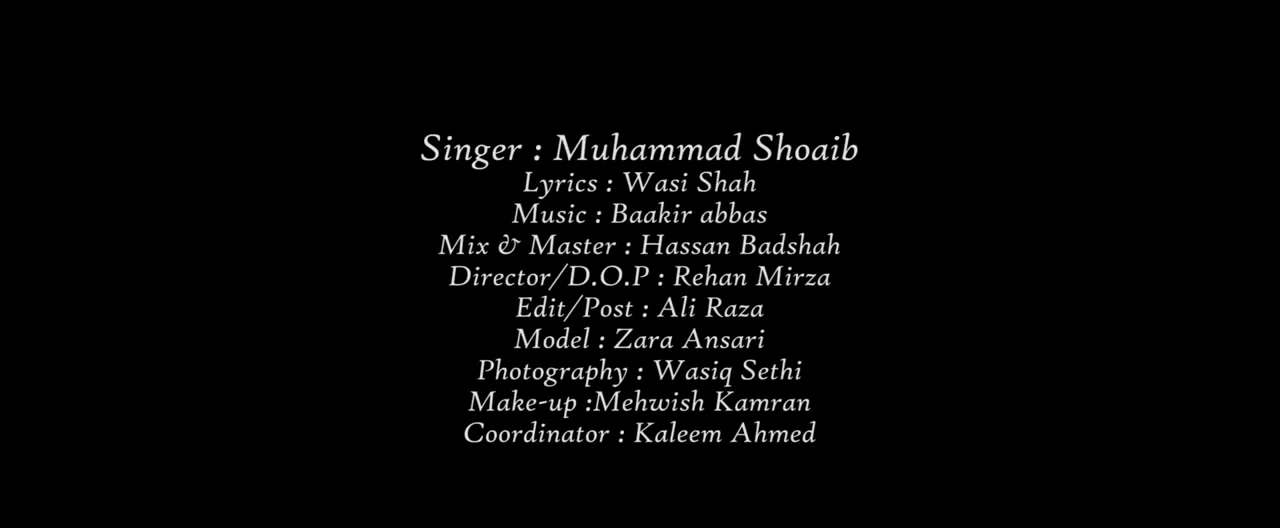 Singer : Muhammad Shoaib
Lyrics : Wasi Shah
Music : Baakir abbas
Mix & Master : Hassan Badshah
Director/D.O.P : Rehan Mirza
Edit/Post : Ali Raza
Model : Zara Ansari
Photography : Wasiq Sethi
Make-up :Mehwish Kamran
Coordinator : Kaleem Ahmed